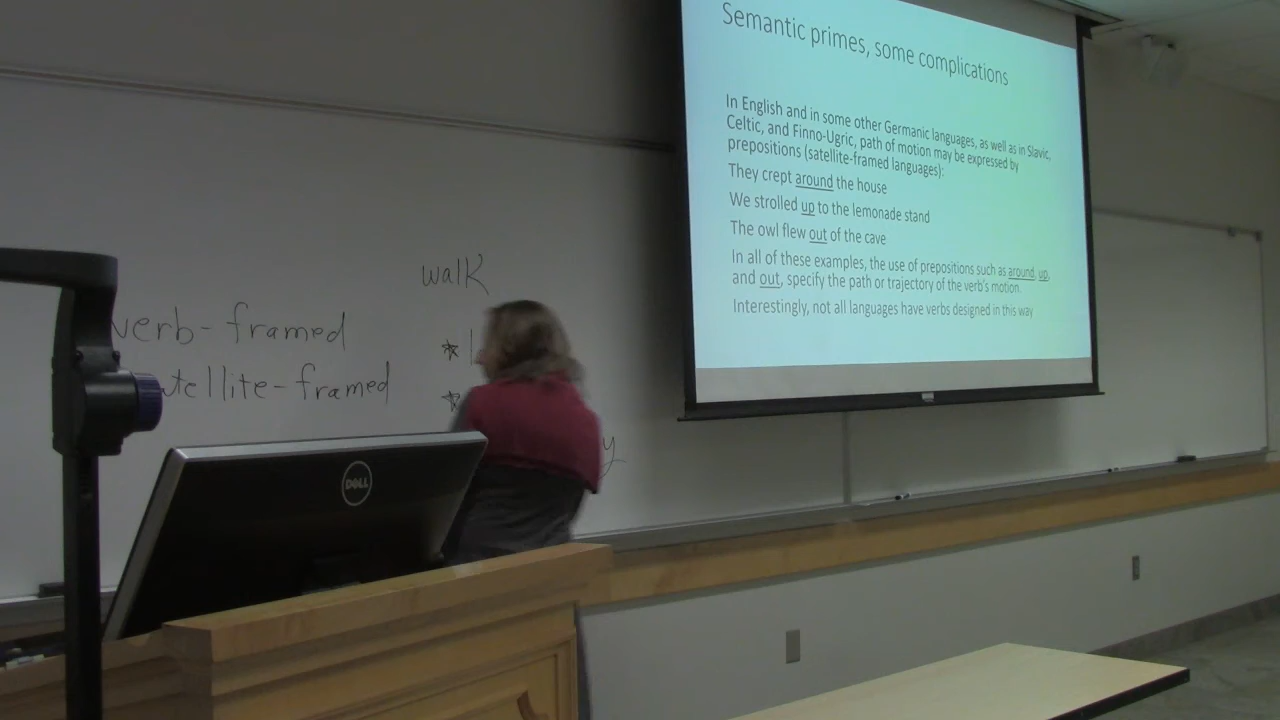 Semantic primes, some complications
In English and in some other Germanic languages, as well as in Slavic,
Celtic, and Finno-Ugric, path of motion may be expressed by
prepositions (satellite-framed languages):
They crept around the house
We strolled up to the lemonade stand
The owl flew out of the cave
In all of these examples, the use of prepositions such as around, up,
and out, specify the path or trajectory of the verb's motion.
Interestingly, not all languages have verbs designed in this way
walk
verb-framed
tellite-framed
DELL